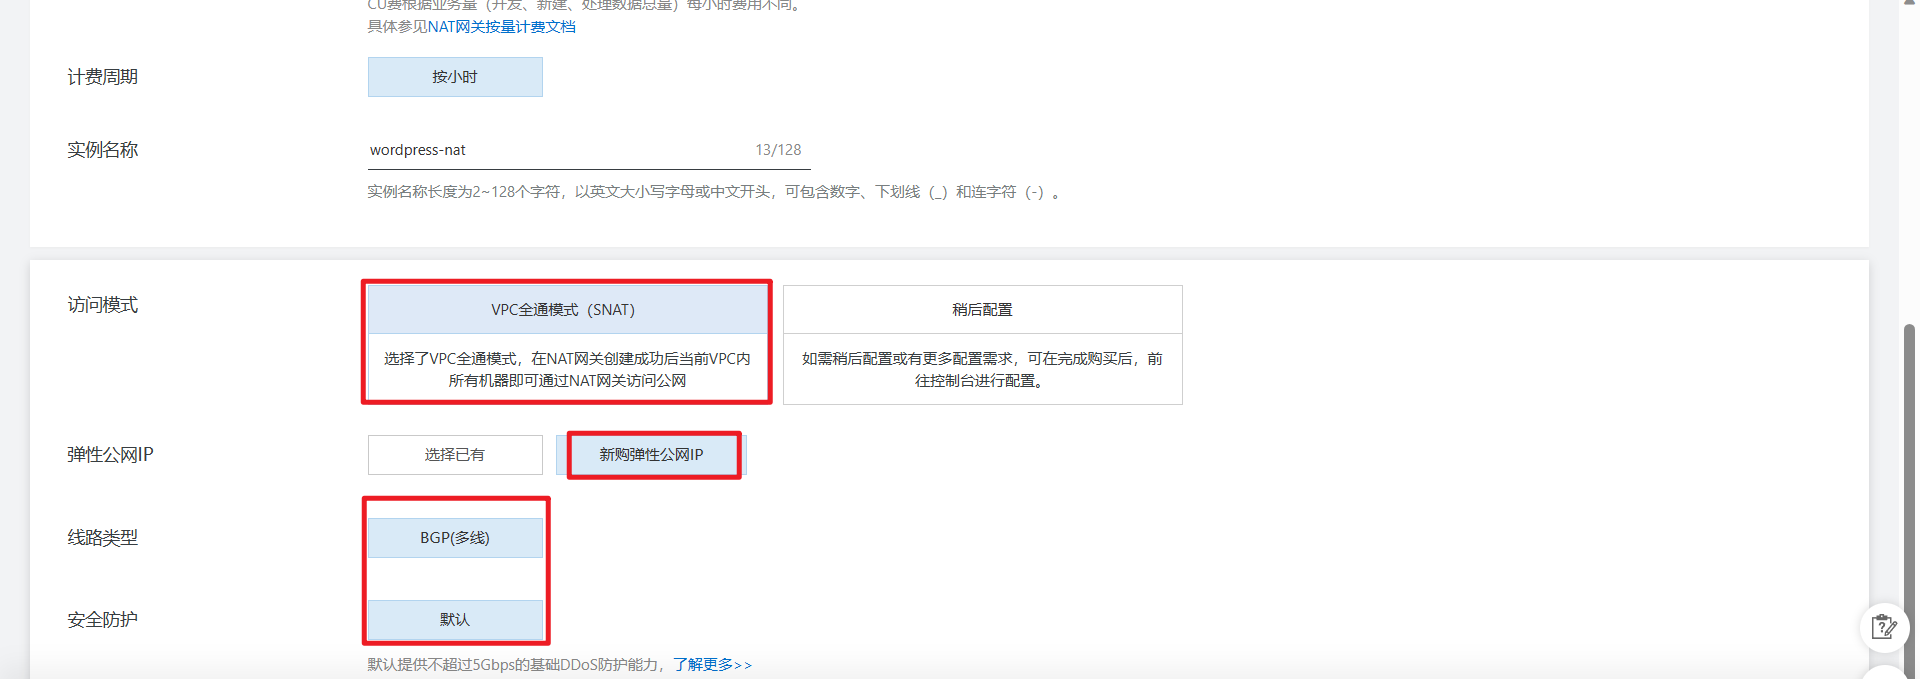 CU费根据业务量（并发、新建、处理数据总量）每小时费用不同。
具体参见NAT网关按量计费文档
计费周期
按小时
实例名称
wordpress-nat
13/128
实例名称长度为2~128个字符，以英文大小写字母或中文开头，可包含数字、下划线（_）和连字符（-）。
访问模式
VPC全通模式（SNAT）
选择了VPC全通模式，在NAT网关创建成功后当前VPC内
所有机器即可通过NAT网关访问公网
稍后配置
如需稍后配置或有更多配置需求，可在完成购买后，前
往控制台进行配置。
弹性公网IP
选择已有
新购弹性公网IP
线路类型
BGP(多线)
安全防护
默认
默认提供不超过5Gbps的基础DDoS防护能力，了解更多>>